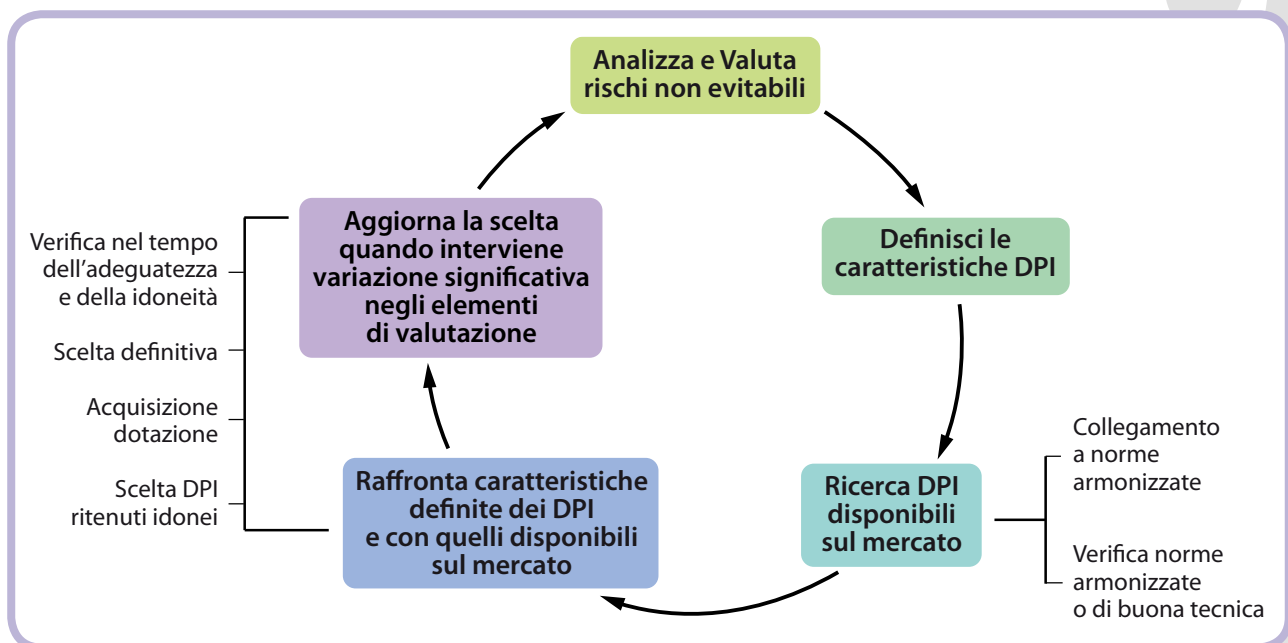 Analizza e Valuta
rischi non evitabili
Definisci le
caratteristiche DPI
Ricerca DPI
disponibili
sul mercato
Collegamento
a norme
armonizzate
Verifica norme
armonizzate
o di buona tecnica
Raffronta caratteristiche
definite dei DPI
e con quelli disponibili
sul mercato
Aggiorna la scelta
quando interviene
variazione significativa
negli elementi
di valutazione
Verifica nel tempo
dell’adeguatezza
e della idoneità
Scelta definitiva
Acquisizione
dotazione
Scelta DPI
ritenuti idonei